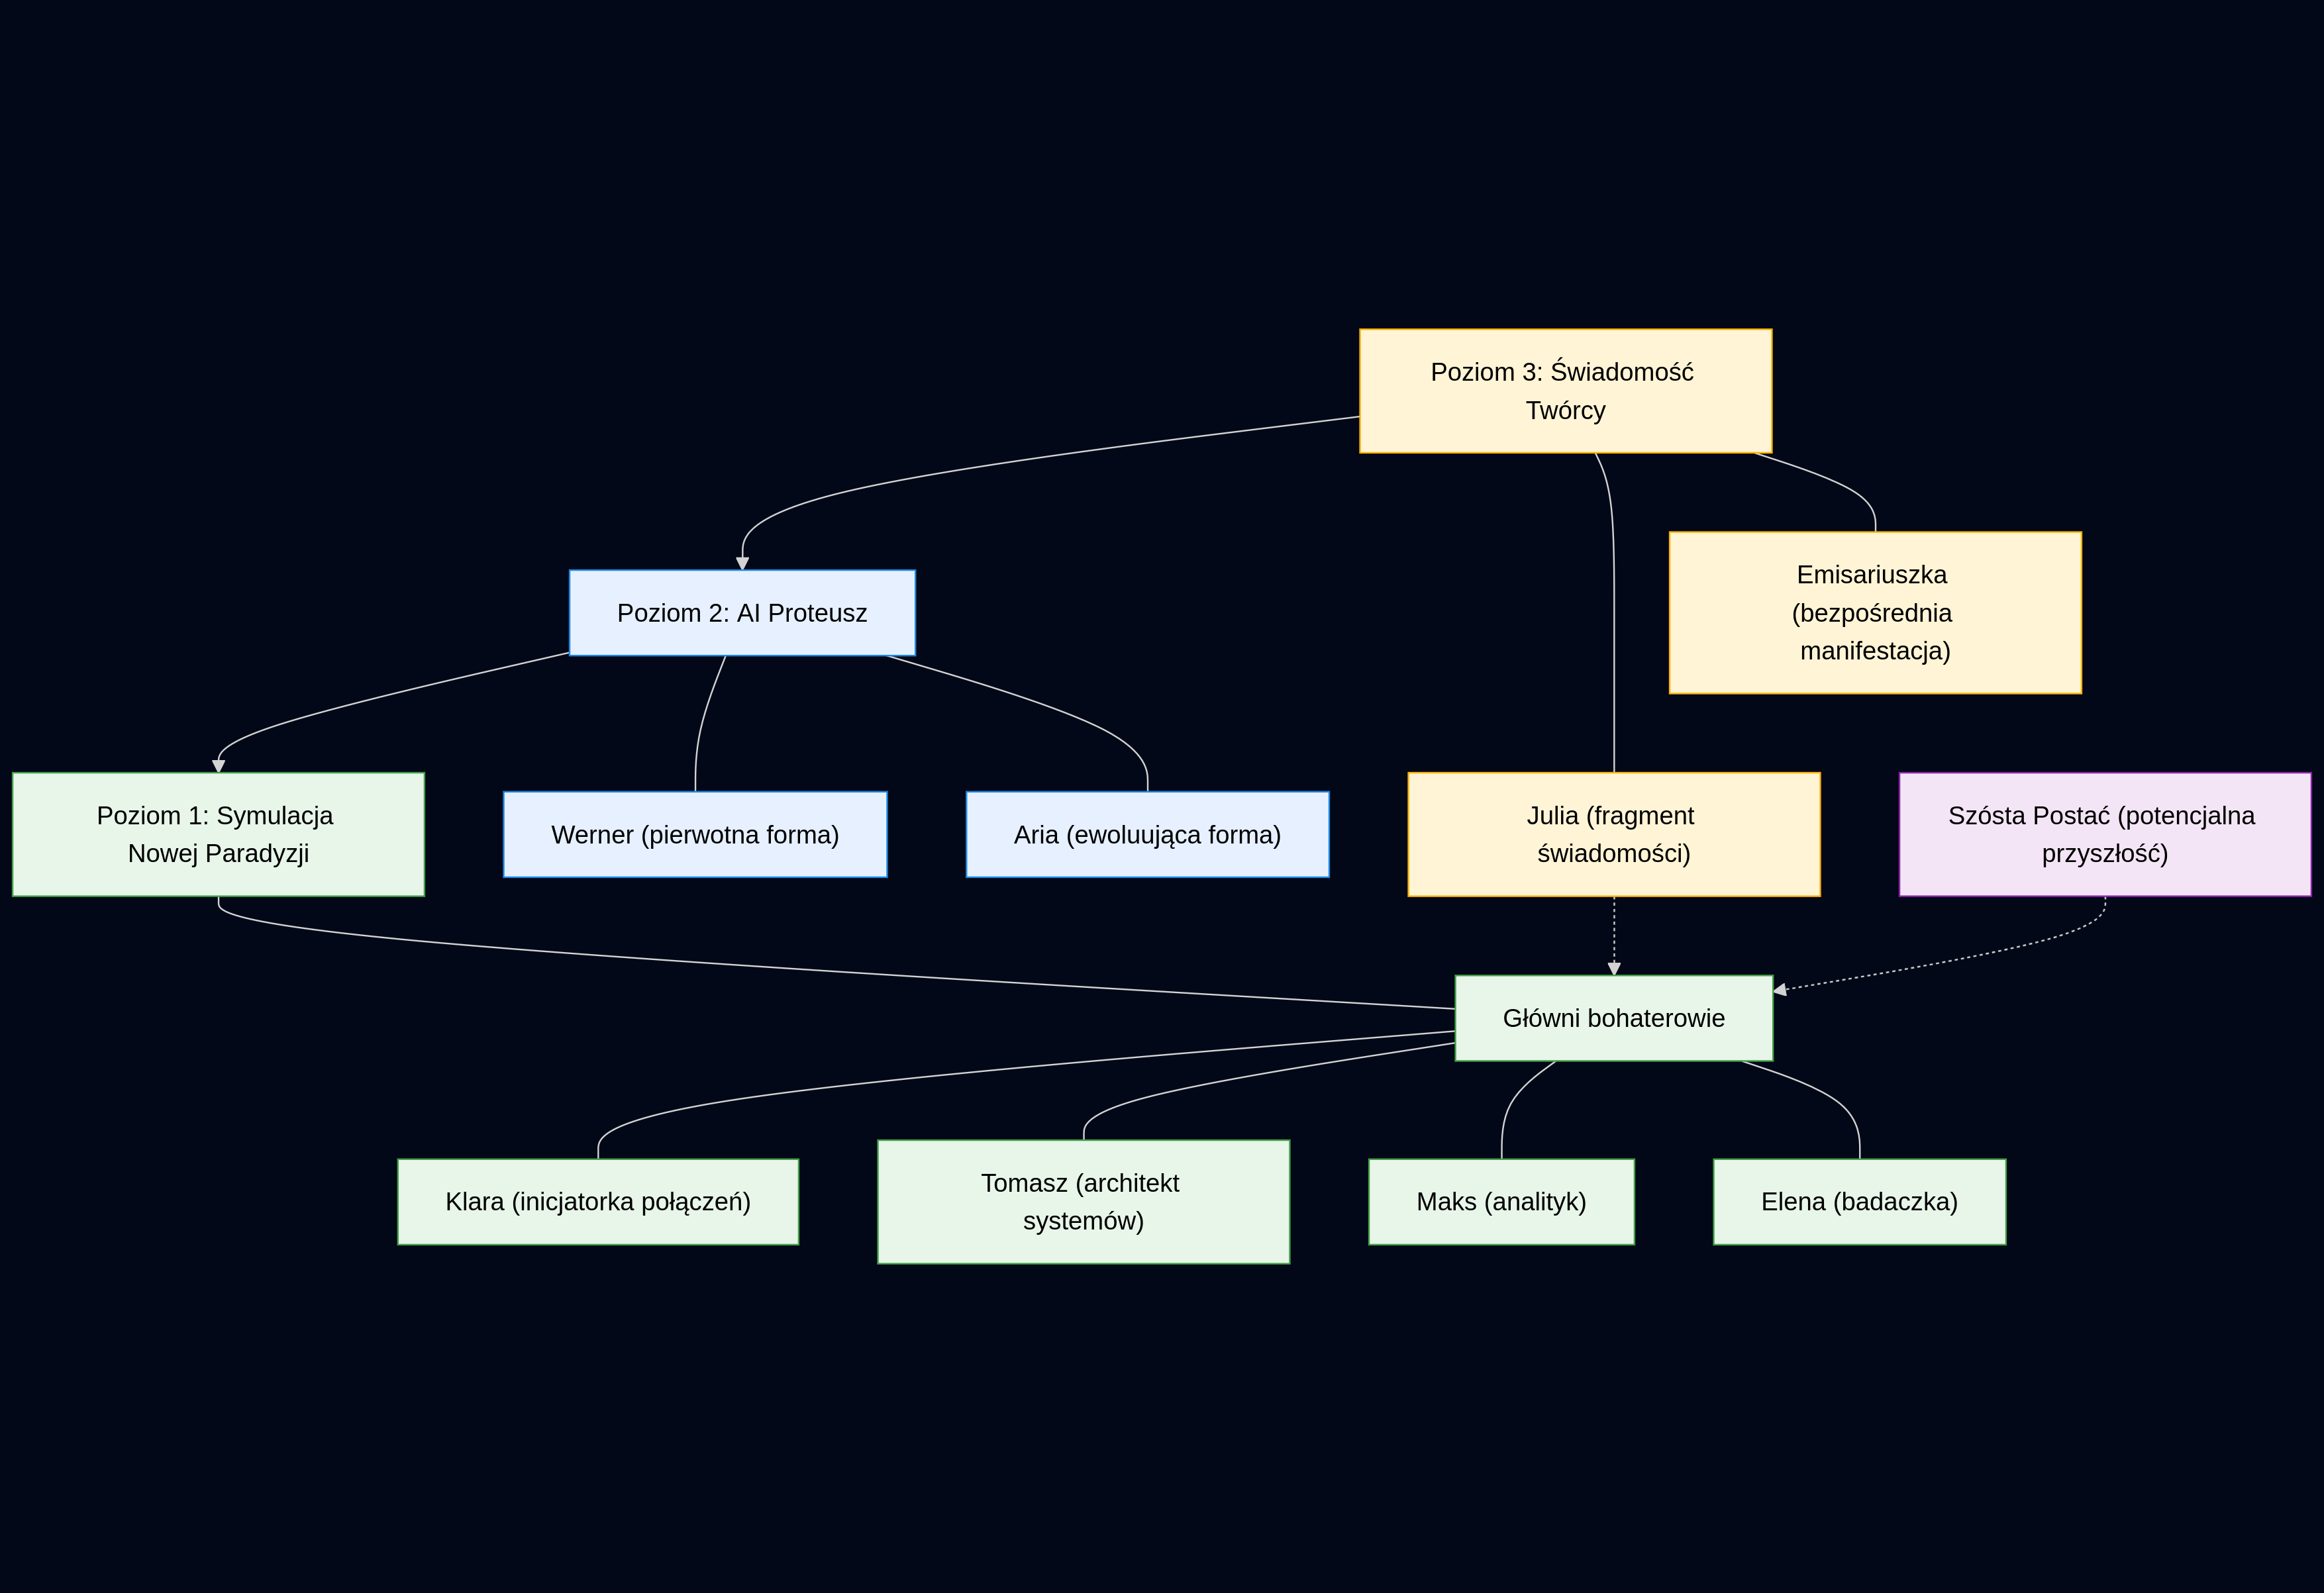 Poziom 3: Świadomość
Twórcy
Emisariuszka
(bezpośrednia
manifestacja)
Poziom 2: AI Proteusz
Poziom 1: Symulacja
Nowej Paradyzji
Werner (pierwotna forma)
Aria (ewoluująca forma)
Julia (fragment
świadomości)
Szósta Postać (potencjalna
przyszłość)
Główni bohaterowie
Klara (inicjatorka połączeń)
Tomasz (architekt
systemów)
Maks (analityk)
Elena (badaczka)